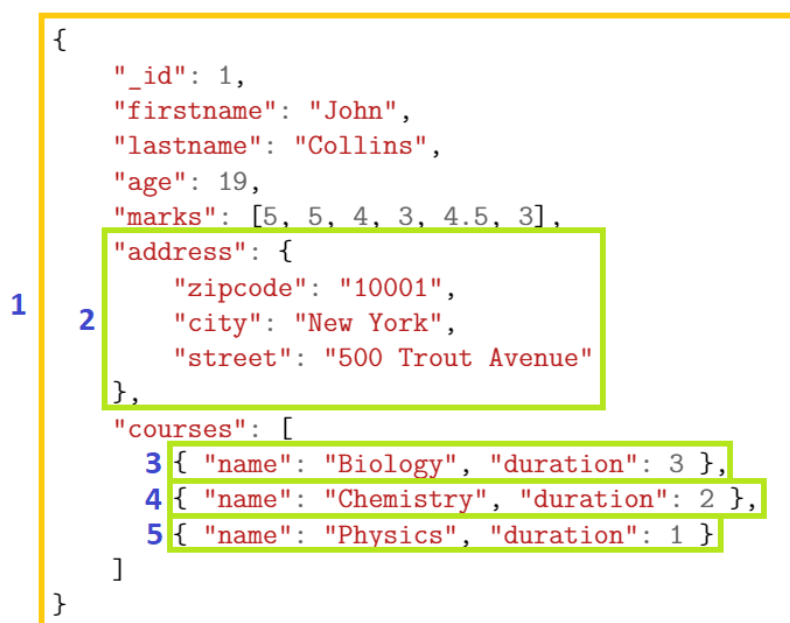 {
"_id": 1,
"firstname": "John",
"lastname": "Collins",
"age": 19,
"marks": [5, 5, 4, 3, 4.5, 3],
"address": {
1
"zipcode": "10001",
2 "city": "New York",
"street": "500 Trout Avenue"
},
"courses": [
3 { "name": "Biology", "duration": 3 },
4 { "name": "Chemistry", "duration": 2 },
5 { "name": "Physics", "duration": 1 }
]
}